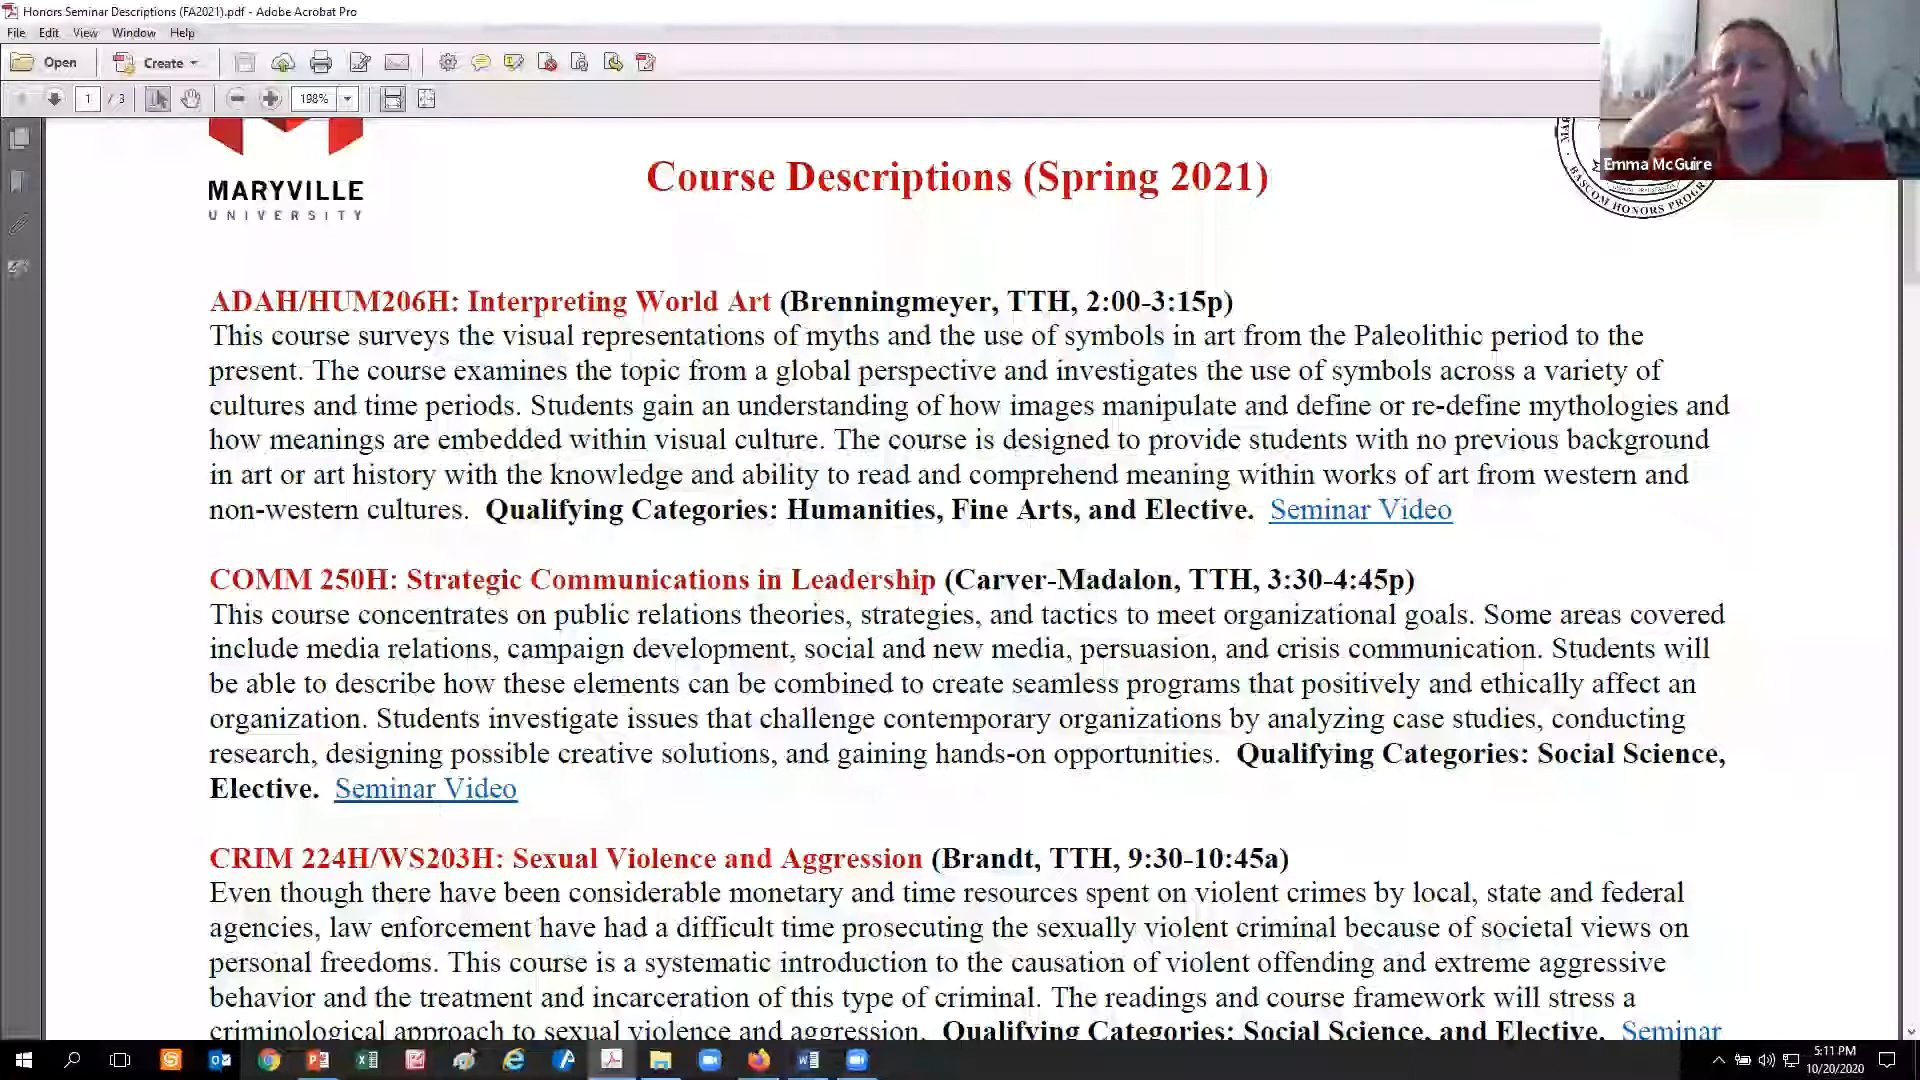 Honors Seminar Descriptions (FA2021).pdf - Adobe Acrobat Pro
File Edit View Window Help
Open Create
1 / 3 198%
MARYVILLE
UNIVERSITY
Course Descriptions (Spring 2021)
BASCOM HONORS PROGR
Emma McGuire
ADAH/HUM206H: Interpreting World Art (Brenningmeyer, TTH, 2:00-3:15p)
This course surveys the visual representations of myths and the use of symbols in art from the Paleolithic period to the
present. The course examines the topic from a global perspective and investigates the use of symbols across a variety of
cultures and time periods. Students gain an understanding of how images manipulate and define or re-define mythologies and
how meanings are embedded within visual culture. The course is designed to provide students with no previous background
in art or art history with the knowledge and ability to read and comprehend meaning within works of art from western and
non-western cultures. Qualifying Categories: Humanities, Fine Arts, and Elective. Seminar Video
COMM 250H: Strategic Communications in Leadership (Carver-Madalon, TTH, 3:30-4:45p)
This course concentrates on public relations theories, strategies, and tactics to meet organizational goals. Some areas covered
include media relations, campaign development, social and new media, persuasion, and crisis communication. Students will
be able to describe how these elements can be combined to create seamless programs that positively and ethically affect an
organization. Students investigate issues that challenge contemporary organizations by analyzing case studies, conducting
research, designing possible creative solutions, and gaining hands-on opportunities. Qualifying Categories: Social Science,
Elective. Seminar Video
CRIM 224H/WS203H: Sexual Violence and Aggression (Brandt, TTH, 9:30-10:45a)
Even though there have been considerable monetary and time resources spent on violent crimes by local, state and federal
agencies, law enforcement have had a difficult time prosecuting the sexually violent criminal because of societal views on
personal freedoms. This course is a systematic introduction to the causation of violent offending and extreme aggressive
behavior and the treatment and incarceration of this type of criminal. The readings and course framework will stress a
criminological approach to sexual violence and aggression. Qualifying Categories: Social Science, and Elective. Seminar
5:11 PM
10/20/2020